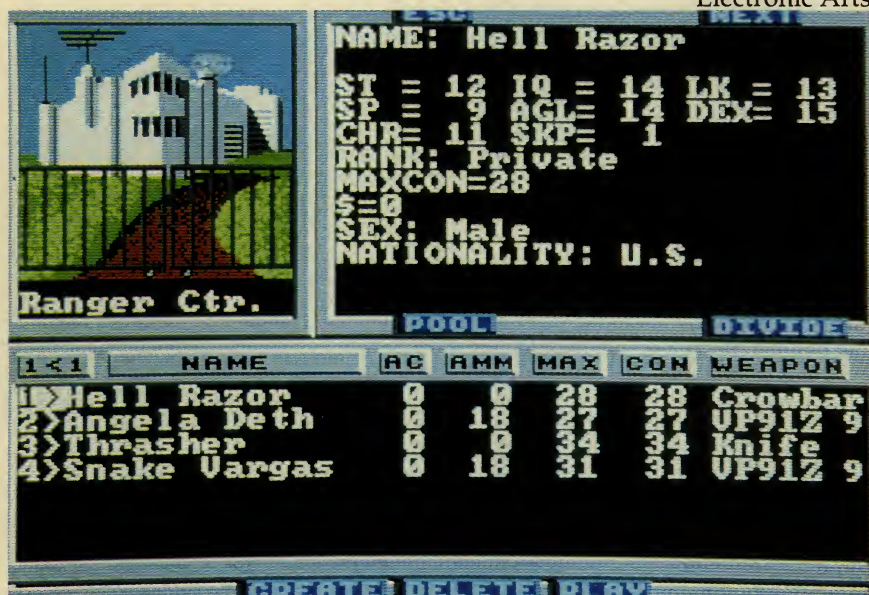 Electronic Arts
ESC NEXT
NAME: Hell Razor
ST = 12 IQ = 14 LK = 13
SP = 9 AGL= 14 DEX= 15
CHR= 11 SKP= 1
RANK: Private
MAXCON=28
$=0
SEX: Male
NATIONALITY: U.S.
Ranger Ctr.
POOL DIVIDE
1<1 NAME AC AMM MAX CON WEAPON
1>Hell Razor 0 0 28 28 Crowbar
2>Angela Deth 0 18 27 27 VP91Z 9
3>Thrasher 0 0 34 34 Knife
4>Snake Vargas 0 18 31 31 VP91Z 9
CREATE DELETE PLAY